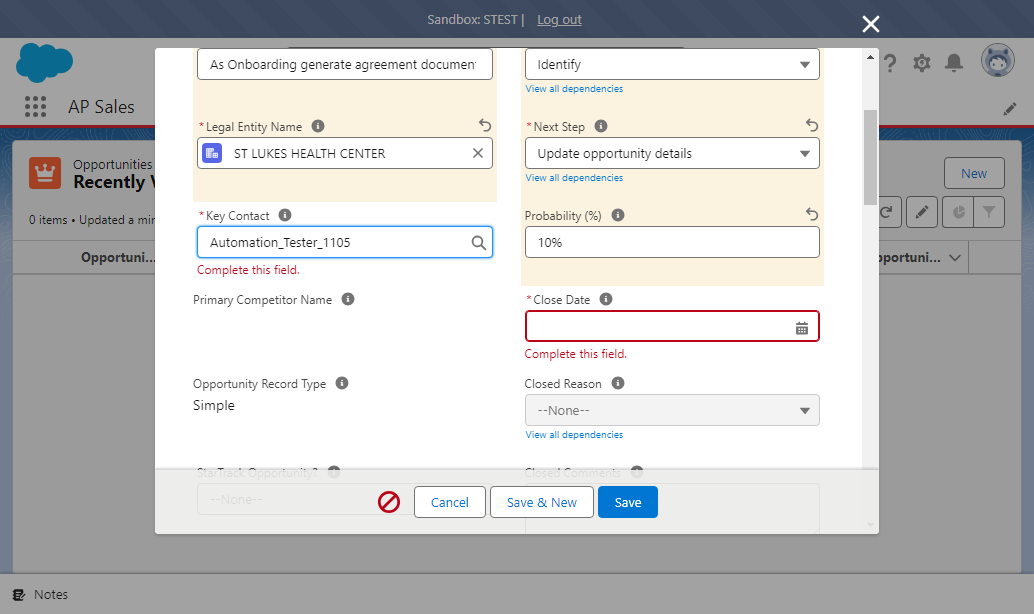 Sandbox: STEST | Log out
AP Sales
Opportunities
Recently V
New
0 items • Updated a min
Opportuni...
pportuni...
As Onboarding generate agreement documen
Identify
View all dependencies
*Legal Entity Name
*Next Step
ST LUKES HEALTH CENTER
Update opportunity details
View all dependencies
*Key Contact
Probability (%)
Automation_Tester_1105
10%
Complete this field.
Primary Competitor Name
*Close Date
Complete this field.
Opportunity Record Type
Closed Reason
Simple
--None--
View all dependencies
StarTrack Opportunity?
Closed Comments
--None--
Cancel
Save & New
Save
Notes